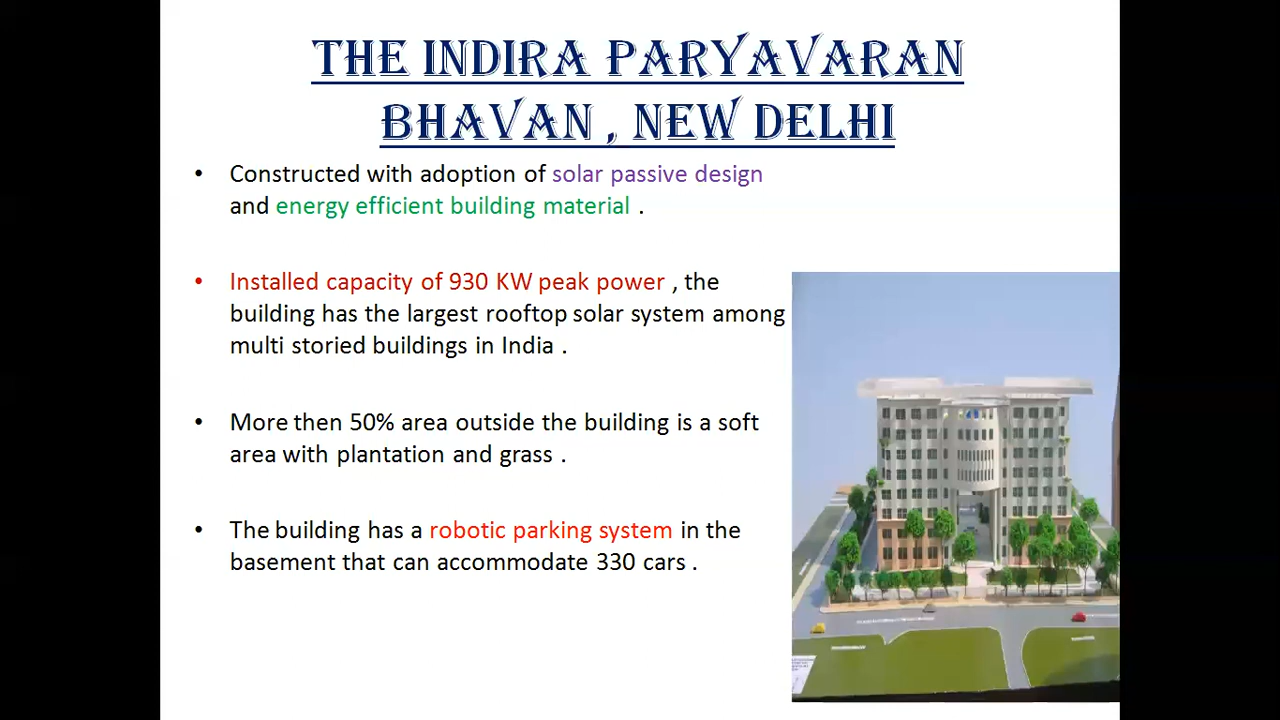 THE INDIRA PARYAVARAN
BHAVAN , NEW DELHI
• Constructed with adoption of solar passive design
and energy efficient building material .
• Installed capacity of 930 KW peak power , the
building has the largest rooftop solar system among
multi storied buildings in India .
• More then 50% area outside the building is a soft
area with plantation and grass .
• The building has a robotic parking system in the
basement that can accommodate 330 cars .